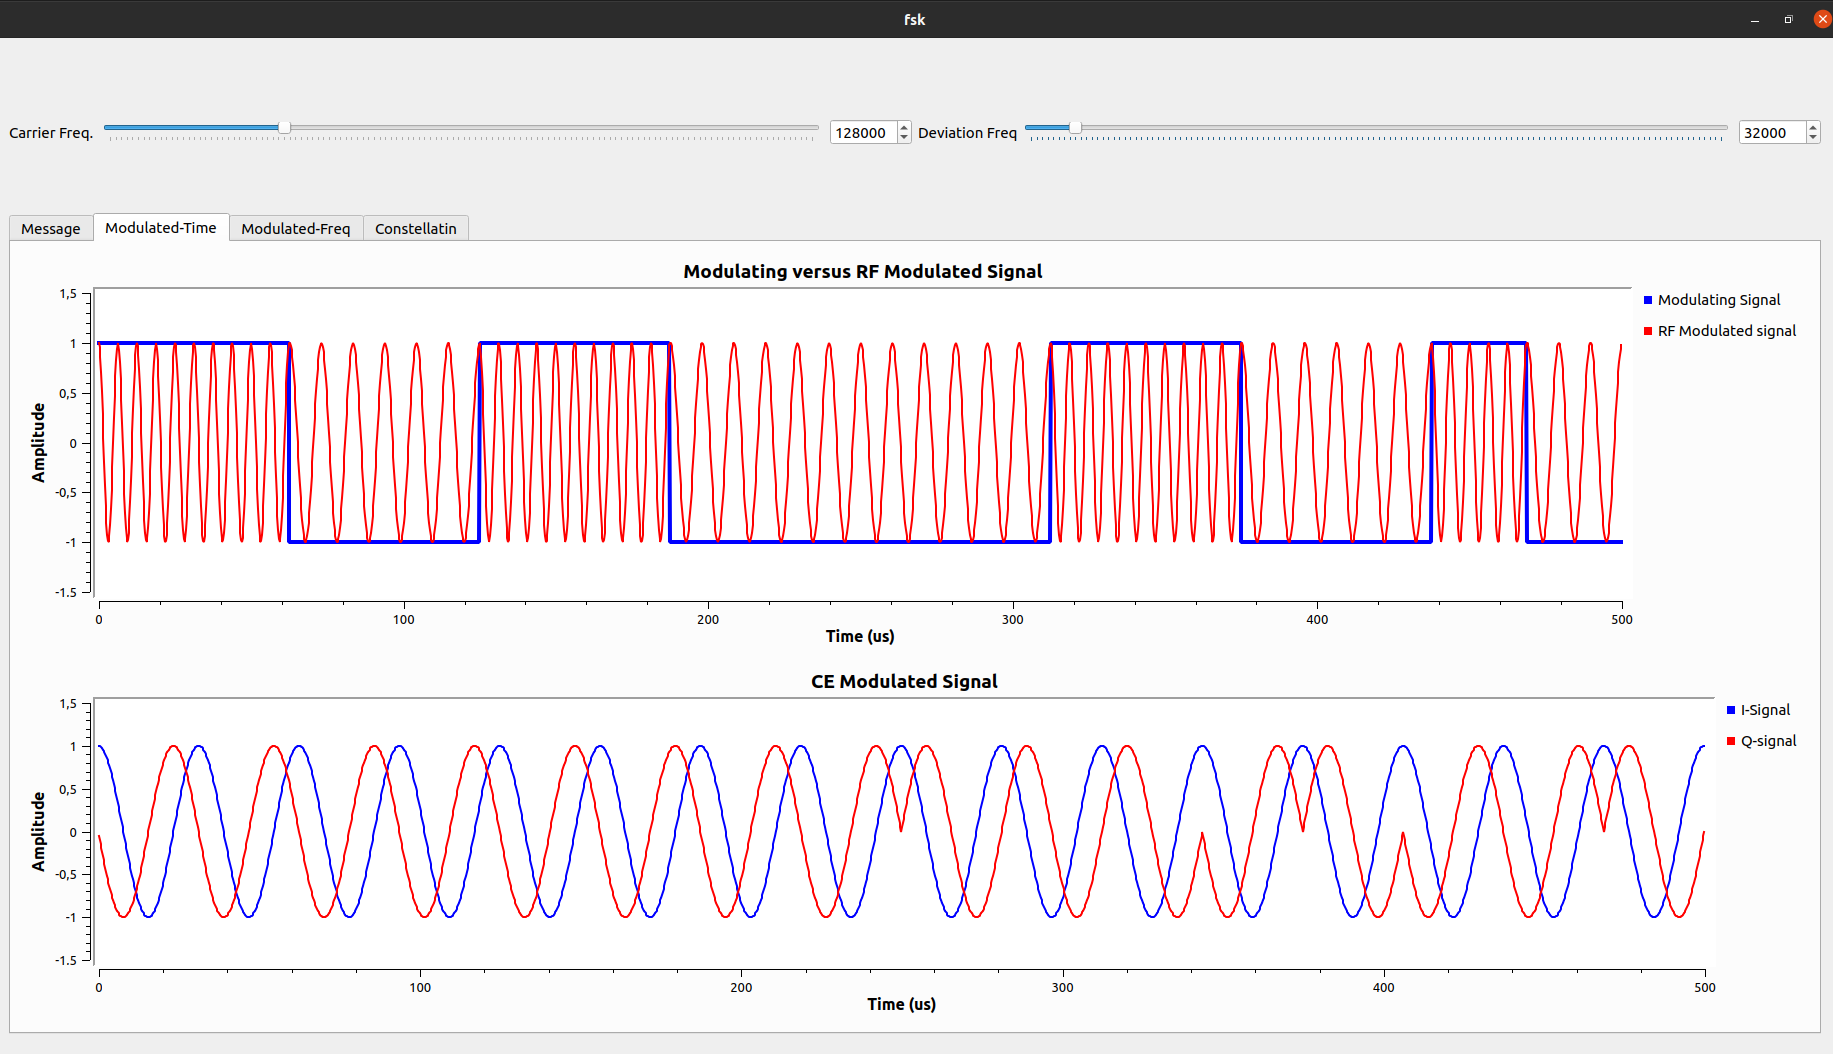 fsk
Carrier Freq.
128000
Deviation Freq
32000
Message
Modulated-Time
Modulated-Freq
Constellatin
Modulating versus RF Modulated Signal
1,5
1
0,5
0
-0,5
-1
-1.5
Amplitude
0
100
200
300
400
500
Time (us)
Modulating Signal
RF Modulated signal
CE Modulated Signal
1,5
1
0,5
0
-0,5
-1
-1.5
Amplitude
0
100
200
300
400
500
Time (us)
I-Signal
Q-signal